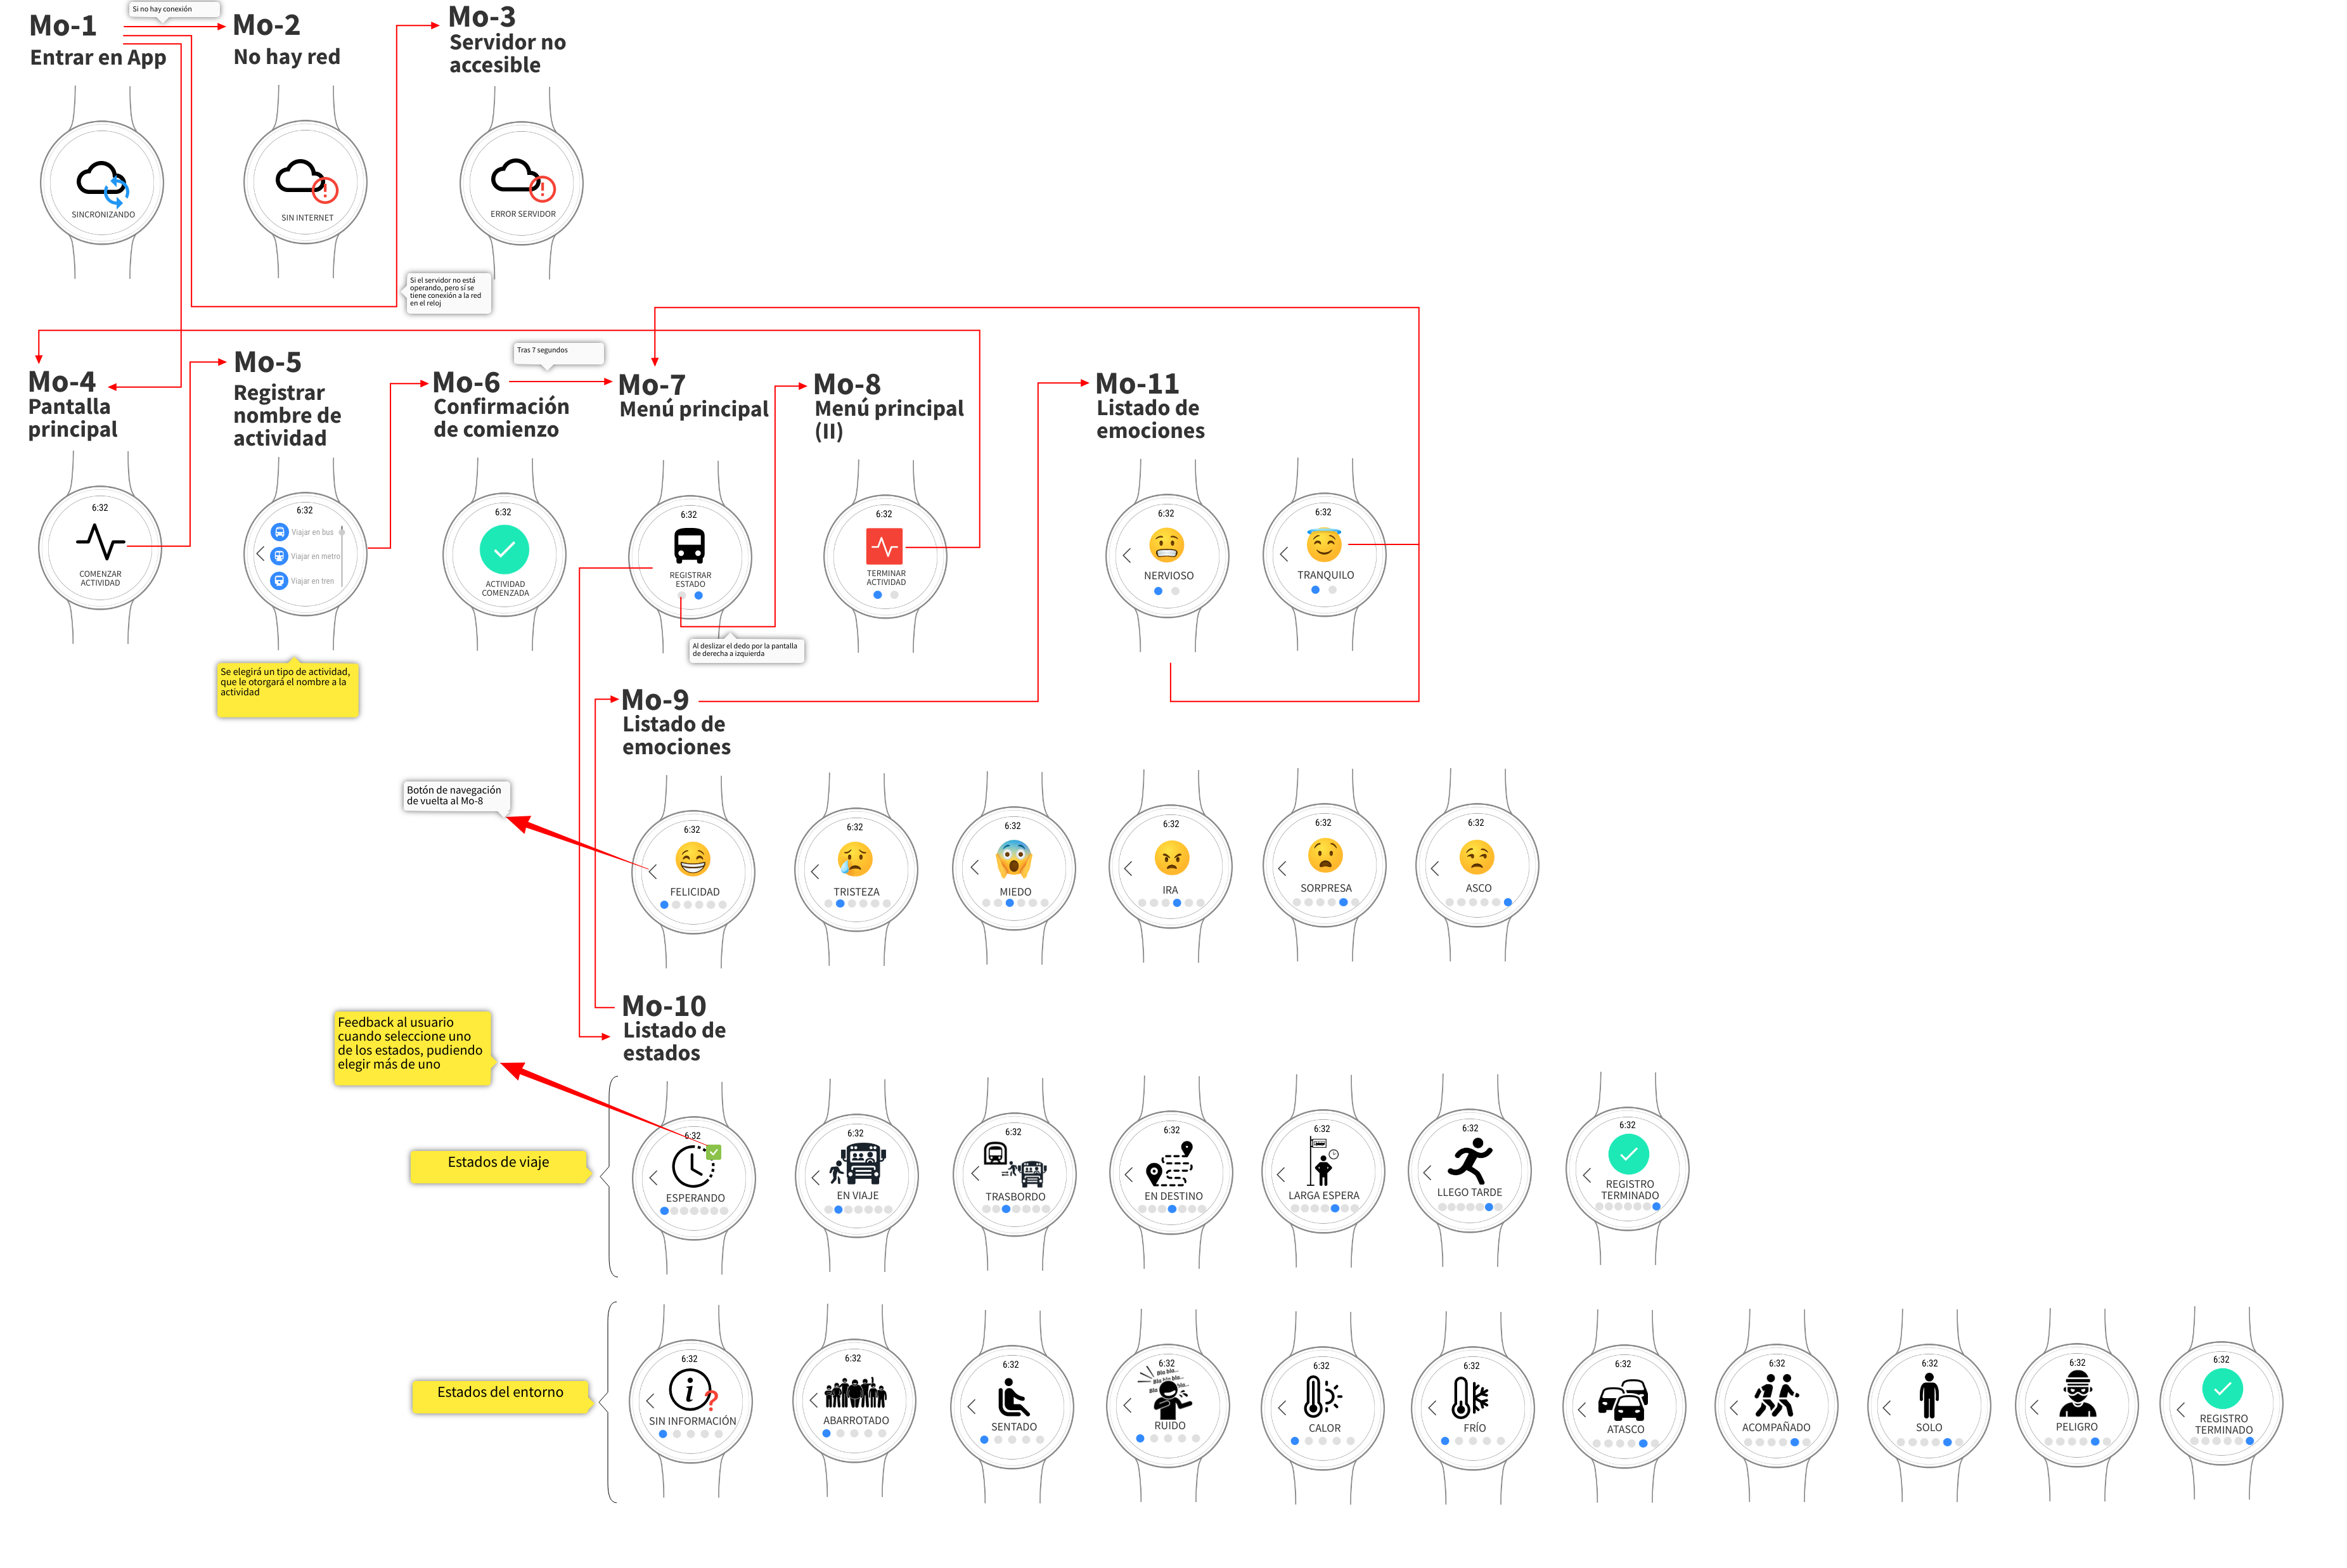 Si no hay conexión
Mo-1
Entrar en App
Mo-2
No hay red
Mo-3
Servidor no
accesible
SINCRONIZANDO
SIN INTERNET
ERROR SERVIDOR
Si el servidor no está
operando, pero sí se
tiene conexión a la red
en el reloj
Mo-4
Pantalla
principal
Mo-5
Registrar
nombre de
actividad
Mo-6
Confirmación
de comienzo
Tras 7 segundos
Mo-7
Menú principal
Mo-8
Menú principal
(II)
Mo-11
Listado de
emociones
6:32
COMENZAR
ACTIVIDAD
6:32
Viajar en bus
Viajar en metro
Viajar en tren
6:32
ACTIVIDAD
COMENZADA
6:32
REGISTRAR
ESTADO
6:32
TERMINAR
ACTIVIDAD
6:32
NERVIOSO
6:32
TRANQUILO
Se elegirá un tipo de actividad,
que le otorgará el nombre a la
actividad
Al deslizar el dedo por la pantalla
de derecha a izquierda
Mo-9
Listado de
emociones
Botón de navegación
de vuelta al Mo-8
6:32
FELICIDAD
6:32
TRISTEZA
6:32
MIEDO
6:32
IRA
6:32
SORPRESA
6:32
ASCO
Mo-10
Listado de
estados
Feedback al usuario
cuando seleccione uno
de los estados, pudiendo
elegir más de uno
Estados de viaje
6:32
ESPERANDO
6:32
EN VIAJE
6:32
TRASBORDO
6:32
EN DESTINO
6:32
LARGA ESPERA
6:32
LLEGO TARDE
6:32
REGISTRO
TERMINADO
Estados del entorno
6:32
i ?
SIN INFORMACIÓN
6:32
ABARROTADO
6:32
SENTADO
6:32
Bla bla...
Bla bla bla...
Bla bla bla...
RUIDO
6:32
CALOR
6:32
FRÍO
6:32
ATASCO
6:32
ACOMPAÑADO
6:32
SOLO
6:32
PELIGRO
6:32
REGISTRO
TERMINADO